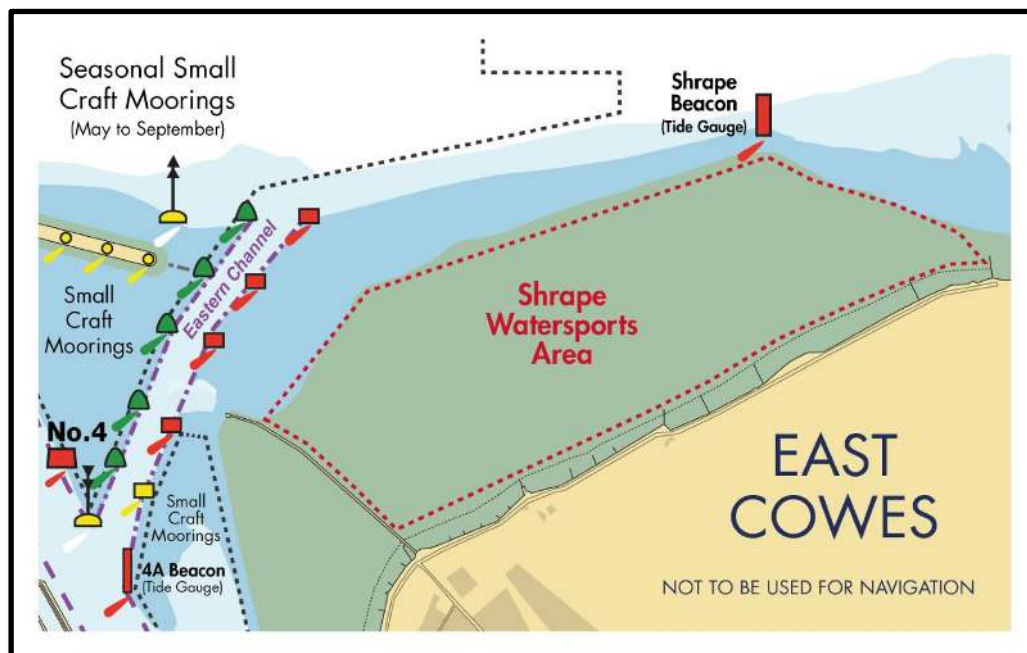 Seasonal Small
Craft Moorings
(May to September)
Shrape
Beacon
(Tide Gauge)
Eastern Channel
Small
Craft
Moorings
Shrape
Watersports
Area
No.4
Small
Craft
Moorings
4A Beacon
(Tide Gauge)
EAST
COWES
NOT TO BE USED FOR NAVIGATION